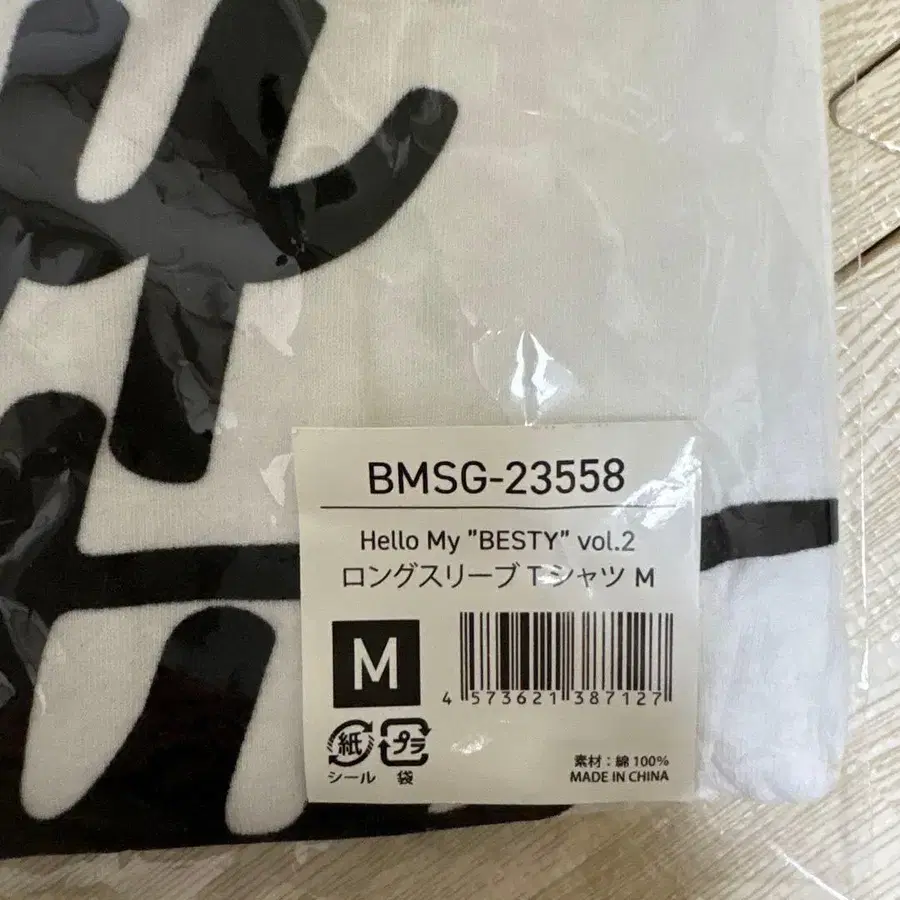 BMSG-23558
Hello My "BESTY" vol.2
ロングスリーブ T シャツ M
M
4 573621 387127
紙 プラ
シール 袋
素材：綿 100%
MADE IN CHINA